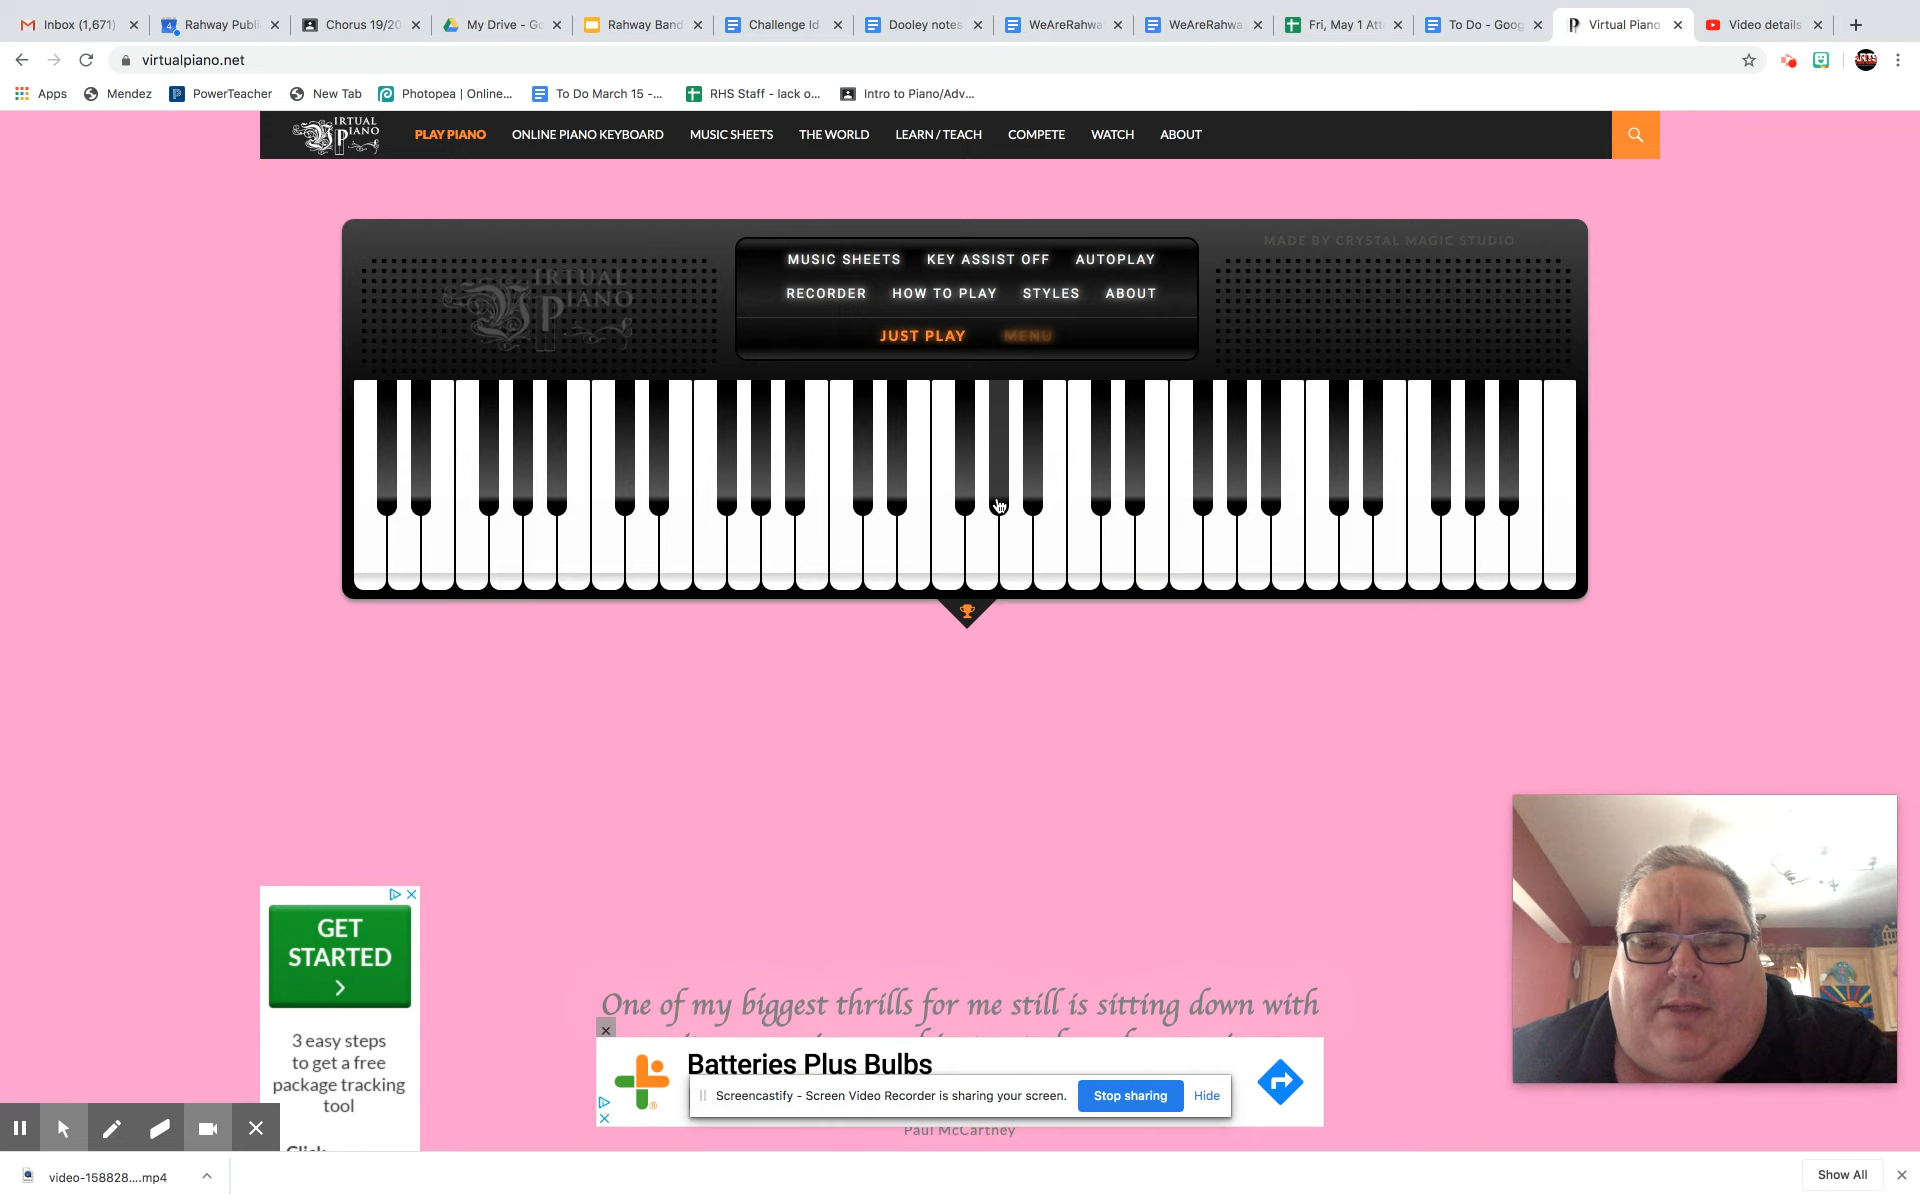 Inbox (1,671)
Rahway Publi
Chorus 19/20
My Drive - Go
Rahway Band
Challenge Id
Dooley notes
WeAreRahwa
WeAreRahwa
Fri, May 1 Att
To Do - Goog
Virtual Piano
Video details
virtualpiano.net
Apps
Mendez
PowerTeacher
New Tab
Photopea | Online...
To Do March 15 -...
RHS Staff - lack o...
Intro to Piano/Adv...
VIRTUAL PIANO
PLAY PIANO
ONLINE PIANO KEYBOARD
MUSIC SHEETS
THE WORLD
LEARN / TEACH
COMPETE
WATCH
ABOUT
MADE BY CRYSTAL MAGIC STUDIO
VIRTUAL PIANO
MUSIC SHEETS KEY ASSIST OFF AUTOPLAY
RECORDER HOW TO PLAY STYLES ABOUT
JUST PLAY MENU
GET
STARTED
3 easy steps
to get a free
package tracking
tool
Click
One of my biggest thrills for me still is sitting down with
Batteries Plus Bulbs
Screencastify - Screen Video Recorder is sharing your screen.
Stop sharing
Hide
Paul McCartney
video-158828....mp4
Show All